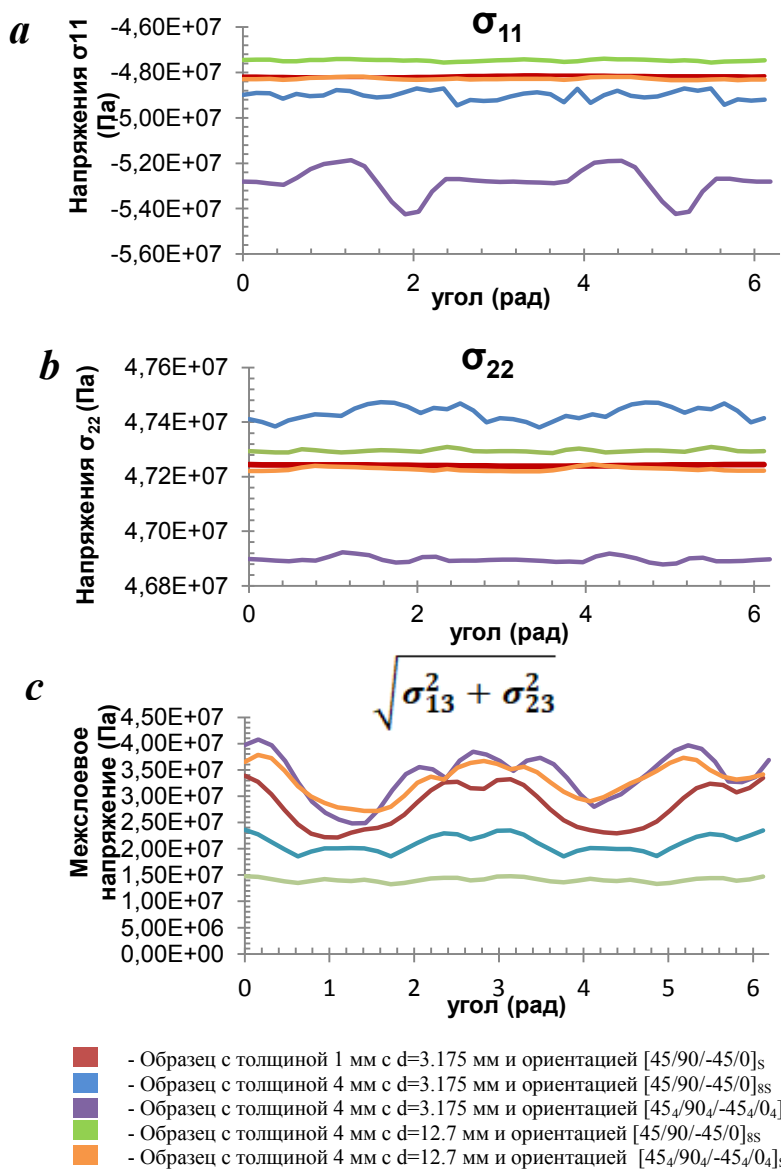 a
σ₁₁
Напряжения σ11 (Па)
-4,60E+07
-4,80E+07
-5,00E+07
-5,20E+07
-5,40E+07
-5,60E+07
0 2 4 6
угол (рад)
b
σ₂₂
Напряжения σ₂₂ (Па)
4,76E+07
4,74E+07
4,72E+07
4,70E+07
4,68E+07
0 2 4 6
угол (рад)
c
√(σ₁₃² + σ₂₃²)
Межслоевое напряжение (Па)
4,50E+07
4,00E+07
3,50E+07
3,00E+07
2,50E+07
2,00E+07
1,50E+07
1,00E+07
5,00E+06
0,00E+00
0 1 2 3 4 5 6
угол (рад)
- Образец с толщиной 1 мм с d=3.175 мм и ориентацией [45/90/-45/0]S
- Образец с толщиной 4 мм с d=3.175 мм и ориентацией [45/90/-45/0]8S
- Образец с толщиной 4 мм с d=3.175 мм и ориентацией [45₄/90₄/-45₄/0₄]
- Образец с толщиной 4 мм с d=12.7 мм и ориентацией [45/90/-45/0]8S
- Образец с толщиной 4 мм с d=12.7 мм и ориентацией [45₄/90₄/-45₄/0₄]